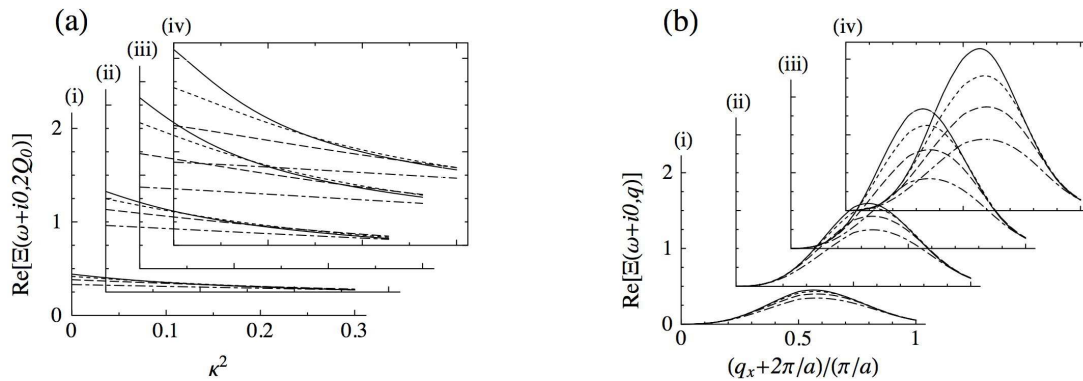 (a)
(iv)
(iii)
(ii)
(i)
2
1
0
Re[Ξ(ω+i0,2Q₀)]
0 0.1 0.2 0.3
κ²
(b)
(iv)
(iii)
(ii)
(i)
2
1
0
Re[Ξ(ω+i0,q)]
0 0.5 1
(qₓ+2π/a)/(π/a)